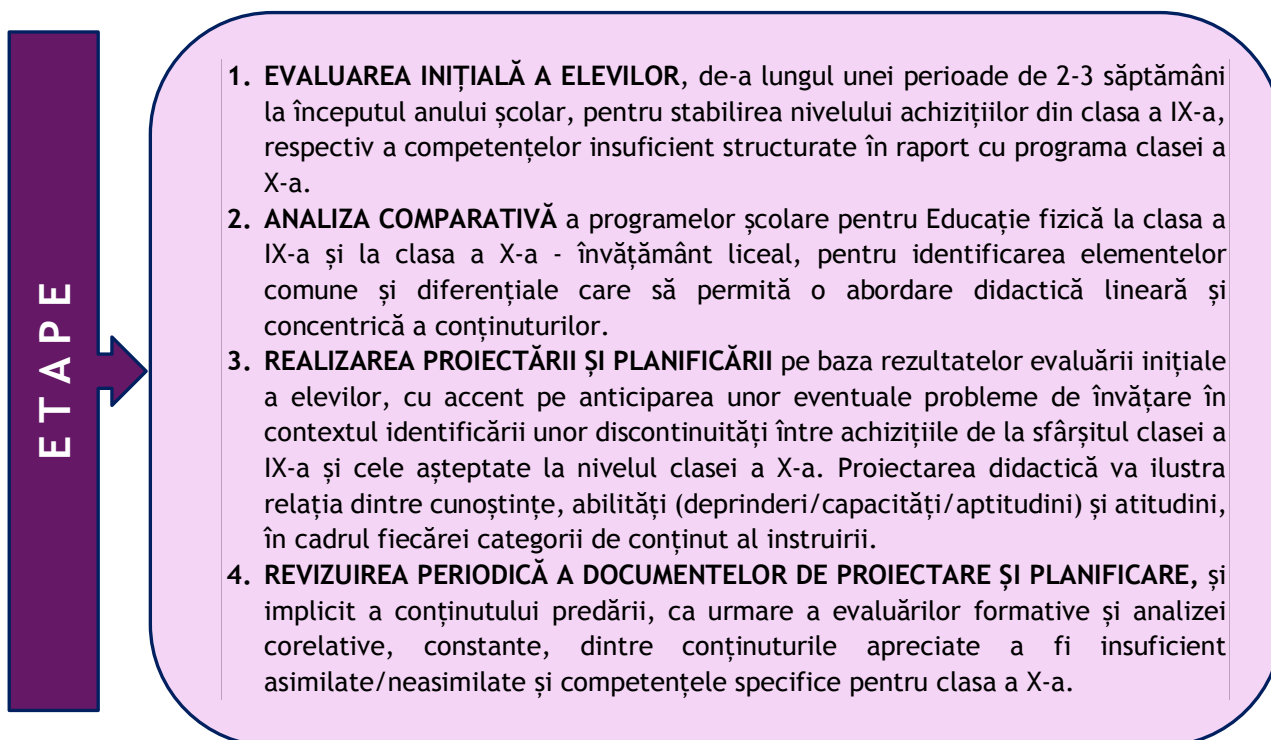 ETAPE
1. EVALUAREA INIȚIALĂ A ELEVILOR, de-a lungul unei perioade de 2-3 săptămâni
la începutul anului școlar, pentru stabilirea nivelului achizițiilor din clasa a IX-a,
respectiv a competențelor insuficient structurate în raport cu programa clasei a
X-a.
2. ANALIZA COMPARATIVĂ a programelor școlare pentru Educație fizică la clasa a
IX-a și la clasa a X-a - învățământ liceal, pentru identificarea elementelor
comune și diferențiale care să permită o abordare didactică lineară și
concentrică a conținuturilor.
3. REALIZAREA PROIECTĂRII ȘI PLANIFICĂRII pe baza rezultatelor evaluării inițiale
a elevilor, cu accent pe anticiparea unor eventuale probleme de învățare în
contextul identificării unor discontinuități între achizițiile de la sfârșitul clasei a
IX-a și cele așteptate la nivelul clasei a X-a. Proiectarea didactică va ilustra
relația dintre cunoștințe, abilități (deprinderi/capacități/aptitudini) și atitudini,
în cadrul fiecărei categorii de conținut al instruirii.
4. REVIZUIREA PERIODICĂ A DOCUMENTELOR DE PROIECTARE ȘI PLANIFICARE, și
implicit a conținutului predării, ca urmare a evaluărilor formative și analizei
corelative, constante, dintre conținuturile apreciate a fi insuficient
asimilate/neasimilate și competențele specifice pentru clasa a X-a.